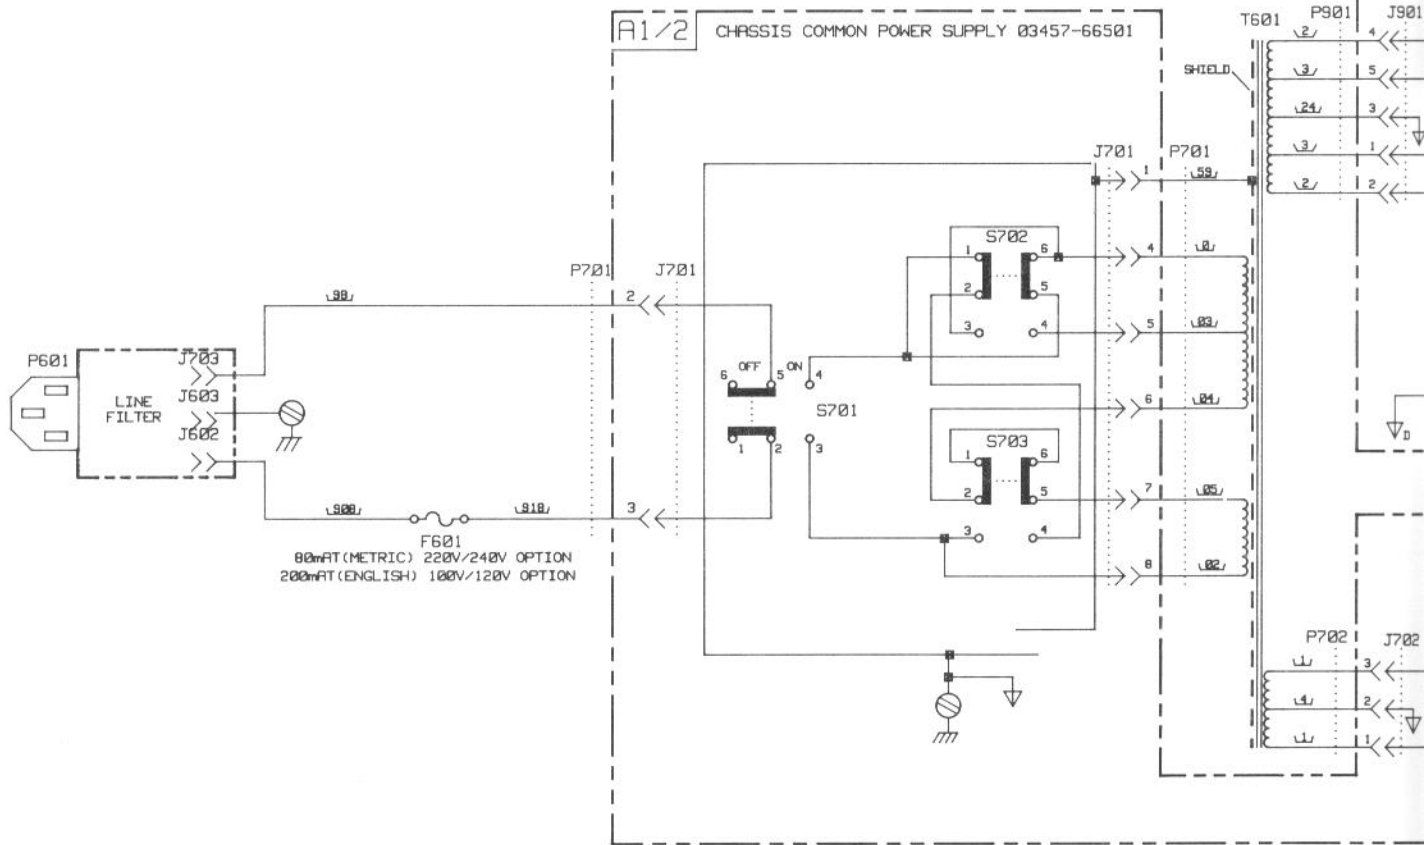 A1/2 CHASSIS COMMON POWER SUPPLY 03457-66501
T601 P901 J901
SHIELD
2 4
3 5
24 3
3 1
2 2
J701 P701
1 59
S702
1 6 4 0
2 5
3 4 5 03
6 04
P701 J701
98 2
P601 J703
LINE FILTER
J603
J602
6 OFF 5 ON 4
S701
1 2 3
S703
1 6
2 5 7 05
3 4
8 02
908 918 3
F601
80mAT(METRIC) 220V/240V OPTION
200mAT(ENGLISH) 100V/120V OPTION
D
P702 J702
1 3
4 2
1 1